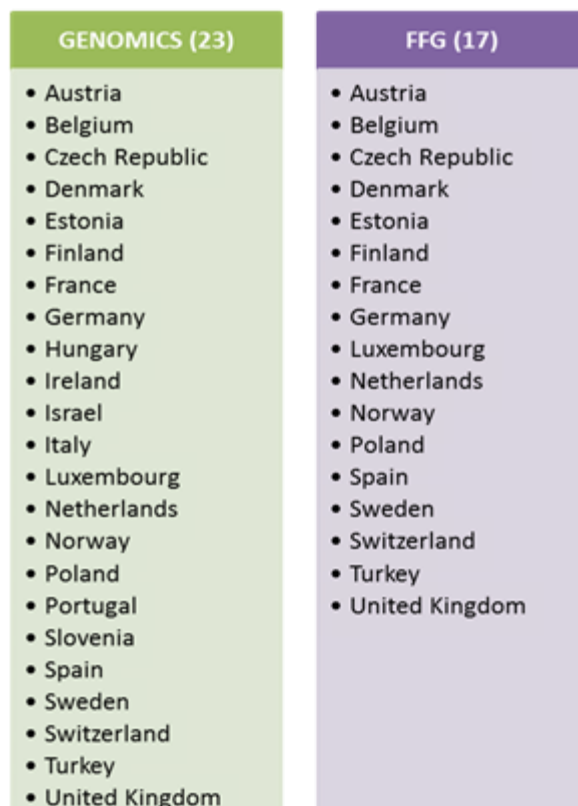 GENOMICS (23)
• Austria
• Belgium
• Czech Republic
• Denmark
• Estonia
• Finland
• France
• Germany
• Hungary
• Ireland
• Israel
• Italy
• Luxembourg
• Netherlands
• Norway
• Poland
• Portugal
• Slovenia
• Spain
• Sweden
• Switzerland
• Turkey
• United Kingdom
FFG (17)
• Austria
• Belgium
• Czech Republic
• Denmark
• Estonia
• Finland
• France
• Germany
• Luxembourg
• Netherlands
• Norway
• Poland
• Spain
• Sweden
• Switzerland
• Turkey
• United Kingdom